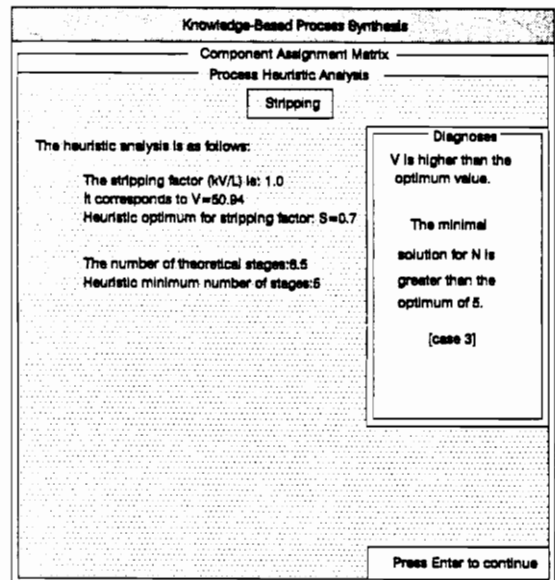 Knowledge-Based Process Synthesis
Component Assignment Matrix
Process Heuristic Analysis
Stripping
The heuristic analysis is as follows:
The stripping factor (kV/L) is: 1.0
It corresponds to V=50.94
Heuristic optimum for stripping factor: S=0.7
The number of theoretical stages:6.5
Heuristic minimum number of stages:5
Diagnoses
V is higher than the
optimum value.
The minimal
solution for N is
greater than the
optimum of 5.
[case 3]
Press Enter to continue